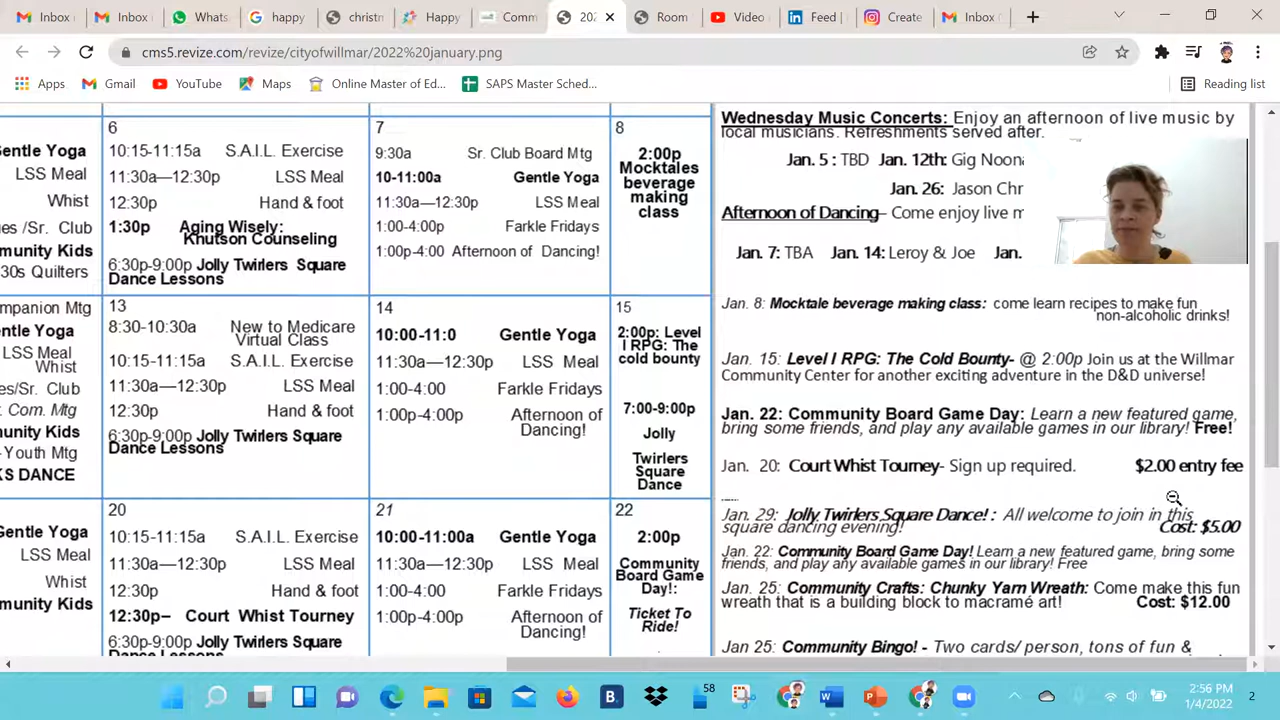 Inbox
Inbox
Whats
happy
christn
Happy
Comm
202
Room
Video
Feed |
Create
Inbox
cms5.revize.com/revize/cityofwillmar/2022%20january.png
Apps
Gmail
YouTube
Maps
Online Master of Ed...
SAPS Master Sched...
Reading list
entle Yoga
LSS Meal
Whist
es /Sr. Club
munity Kids
30s Quilters
6
10:15-11:15a S.A.I.L. Exercise
11:30a—12:30p LSS Meal
12:30p Hand & foot
1:30p Aging Wisely:
Knutson Counseling
6:30p-9:00p Jolly Twirlers Square
Dance Lessons
7
9:30a Sr. Club Board Mtg
10-11:00a Gentle Yoga
11:30a—12:30p LSS Meal
1:00-4:00p Farkle Fridays
1:00p-4:00 Afternoon of Dancing!
8
2:00p
Mocktales
beverage
making
class
mpanion Mtg
entle Yoga
LSS Meal
Whist
es/Sr. Club
. Com. Mtg
unity Kids
-Youth Mtg
KS DANCE
13
8:30-10:30a New to Medicare
Virtual Class
10:15-11:15a S.A.I.L. Exercise
11:30a—12:30p LSS Meal
12:30p Hand & foot
6:30p-9:00p Jolly Twirlers Square
Dance Lessons
14
10:00-11:0 Gentle Yoga
11:30a—12:30p LSS Meal
1:00-4:00 Farkle Fridays
1:00p-4:00p Afternoon of
Dancing!
15
2:00p: Level
I RPG: The
cold bounty
7:00-9:00p
Jolly
Twirlers
Square
Dance
entle Yoga
LSS Meal
Whist
munity Kids
20
10:15-11:15a S.A.I.L. Exercise
11:30a—12:30p LSS Meal
12:30p Hand & foot
12:30p– Court Whist Tourney
6:30p-9:00p Jolly Twirlers Square
Dance Lessons
21
10:00-11:00a Gentle Yoga
11:30a—12:30p LSS Meal
1:00-4:00 Farkle Fridays
1:00p-4:00p Afternoon of
Dancing!
22
2:00p
Community
Board Game
Day!:
Ticket To
Ride!
Wednesday Music Concerts: Enjoy an afternoon of live music by
local musicians. Refreshments served after.
Jan. 5 : TBD Jan. 12th: Gig Noona
Jan. 26: Jason Chr
Afternoon of Dancing– Come enjoy live m
Jan. 7: TBA Jan. 14: Leroy & Joe Jan.
Jan. 8: Mocktale beverage making class: come learn recipes to make fun
non-alcoholic drinks!
Jan. 15: Level I RPG: The Cold Bounty- @ 2:00p Join us at the Willmar
Community Center for another exciting adventure in the D&D universe!
Jan. 22: Community Board Game Day: Learn a new featured game,
bring some friends, and play any available games in our library! Free!
Jan. 20: Court Whist Tourney- Sign up required. $2.00 entry fee
Jan. 29: Jolly Twirlers Square Dance! : All welcome to join in this
square dancing evening! Cost: $5.00
Jan. 22: Community Board Game Day! Learn a new featured game, bring some
friends, and play any available games in our library! Free
Jan. 25: Community Crafts: Chunky Yarn Wreath: Come make this fun
wreath that is a building block to macramé art! Cost: $12.00
Jan 25: Community Bingo! - Two cards/ person, tons of fun &
58
2:56 PM
1/4/2022
2